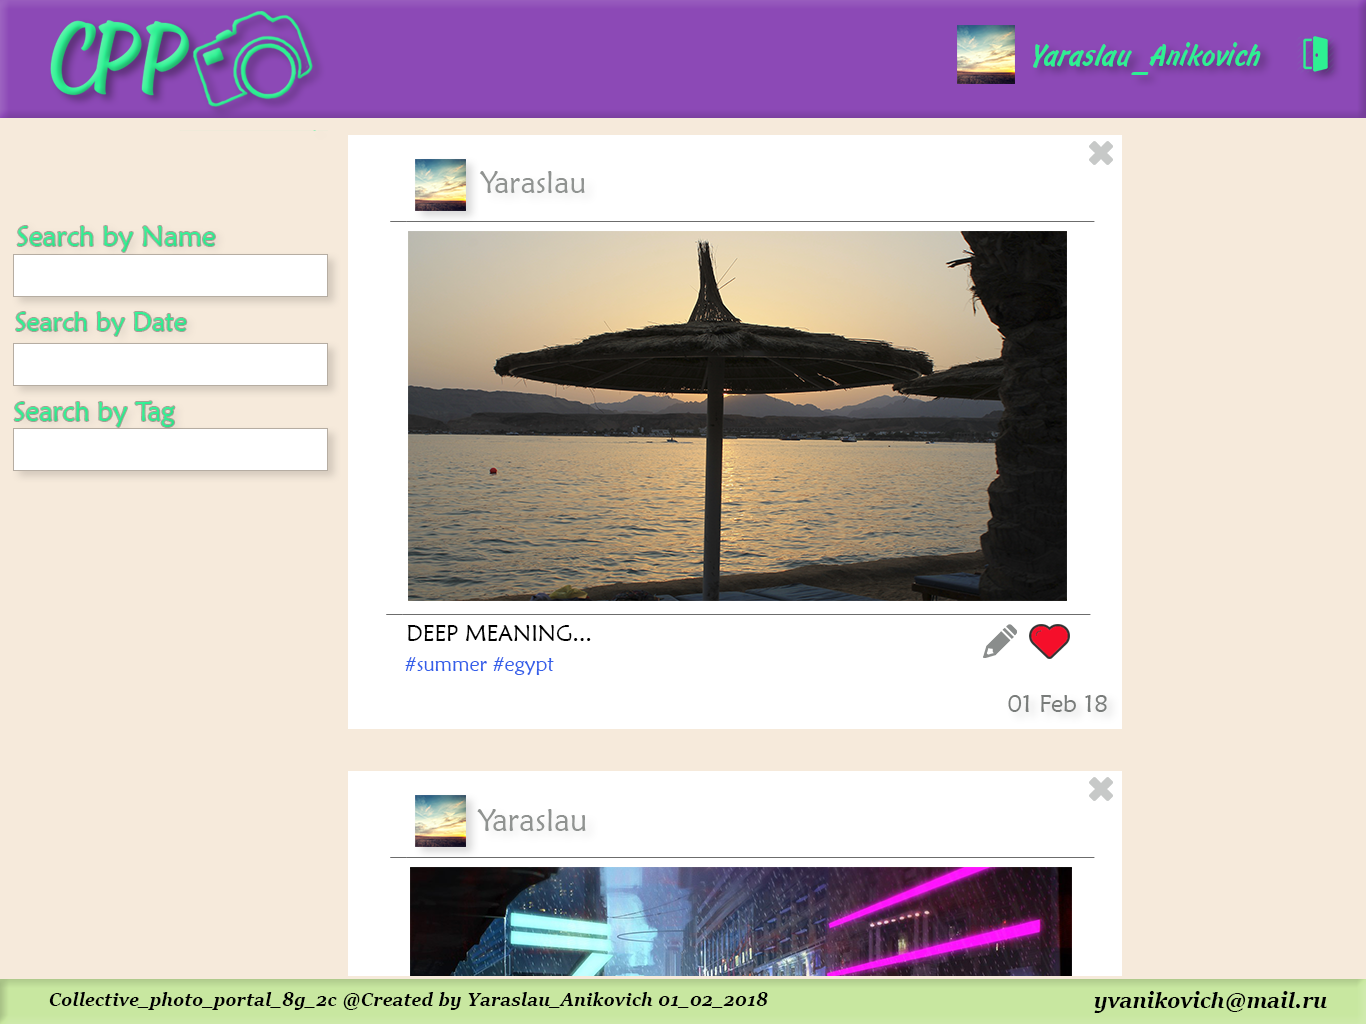 CPP
Yaraslau_Anikovich
Search by Name
Search by Date
Search by Tag
Yaraslau
DEEP MEANING...
#summer #egypt
01 Feb 18
Yaraslau
Collective_photo_portal_8g_2c @Created by Yaraslau_Anikovich 01_02_2018
yvanikovich@mail.ru